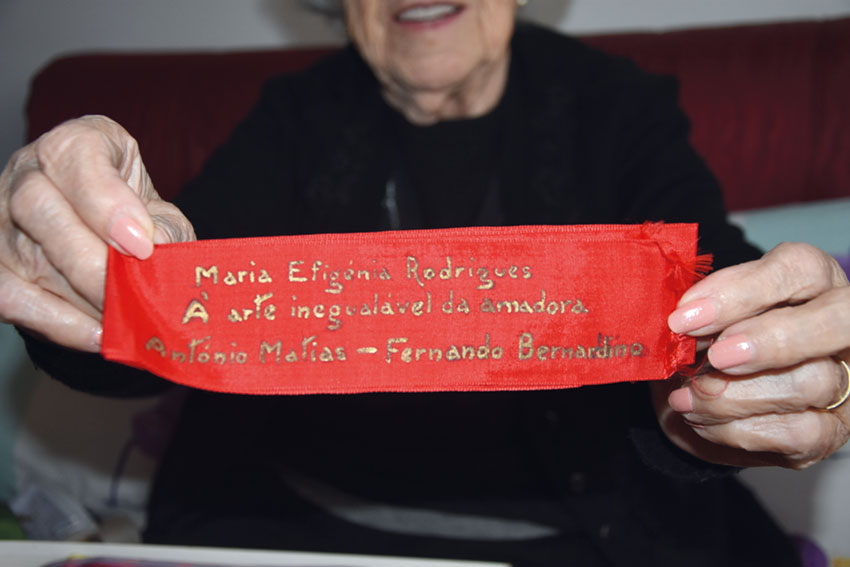 Maria Efigénia Rodrigues
À arte inegualável da amadora
António Matias – Fernando Bernardino